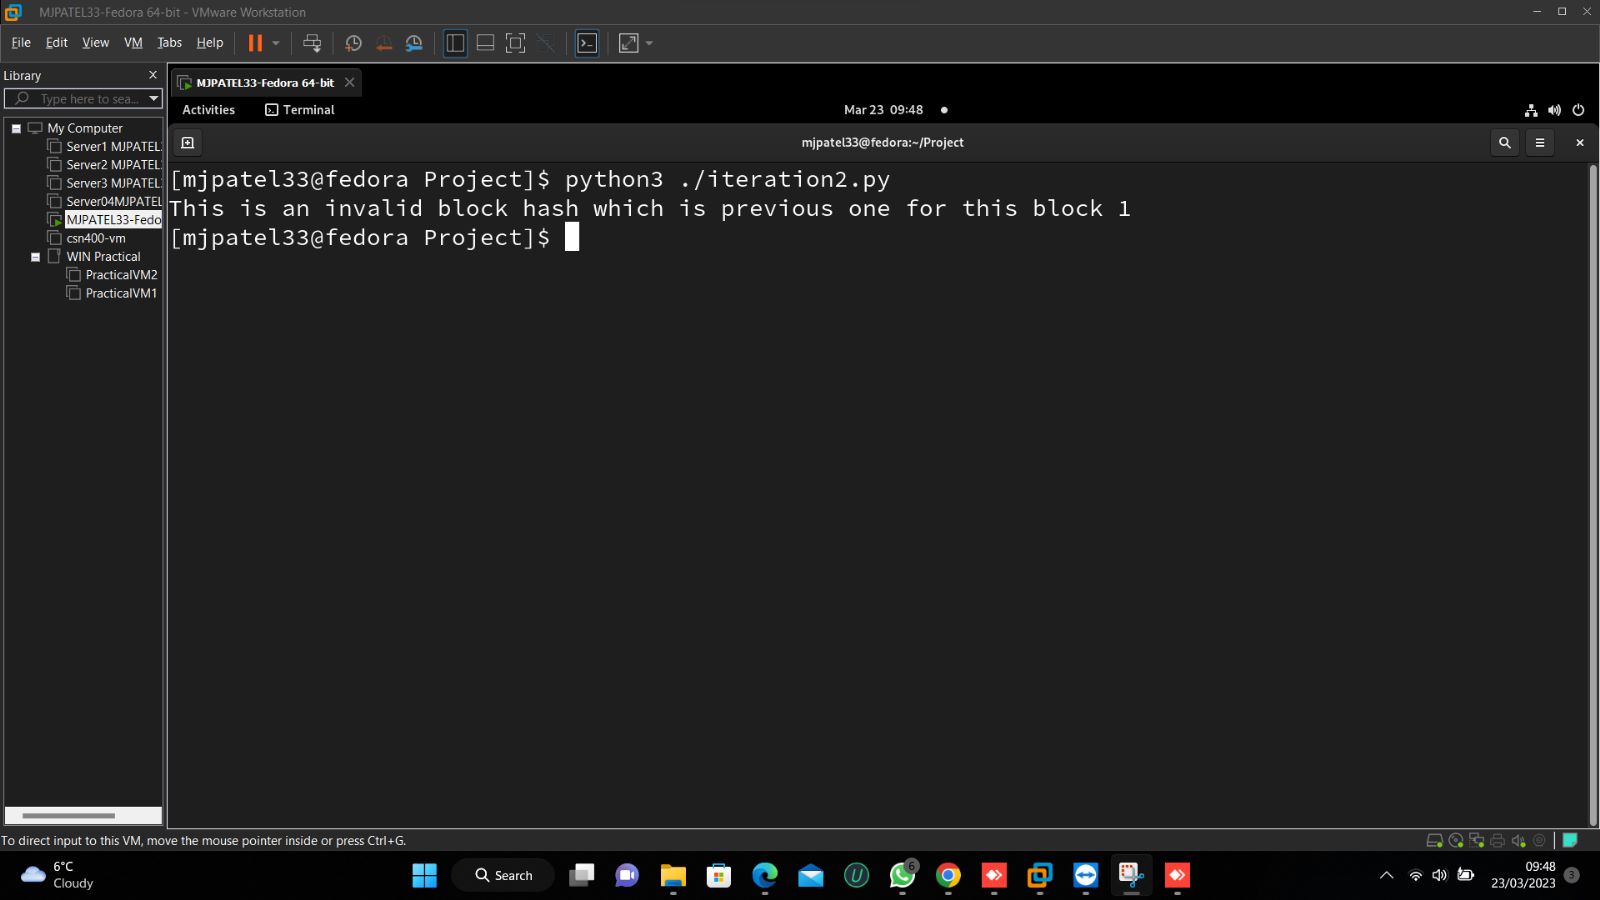 MJPATEL33-Fedora 64-bit - VMware Workstation
File Edit View VM Tabs Help
Library
Type here to sea...
My Computer
Server1 MJPATEL
Server2 MJPATEL
Server3 MJPATEL
Server04MJPATEL
MJPATEL33-Fedo
csn400-vm
WIN Practical
PracticalVM2
PracticalVM1
MJPATEL33-Fedora 64-bit
Activities Terminal Mar 23 09:48
mjpatel33@fedora:~/Project
[mjpatel33@fedora Project]$ python3 ./iteration2.py
This is an invalid block hash which is previous one for this block 1
[mjpatel33@fedora Project]$
To direct input to this VM, move the mouse pointer inside or press Ctrl+G.
6°C
Cloudy
Search
6
09:48
23/03/2023
3